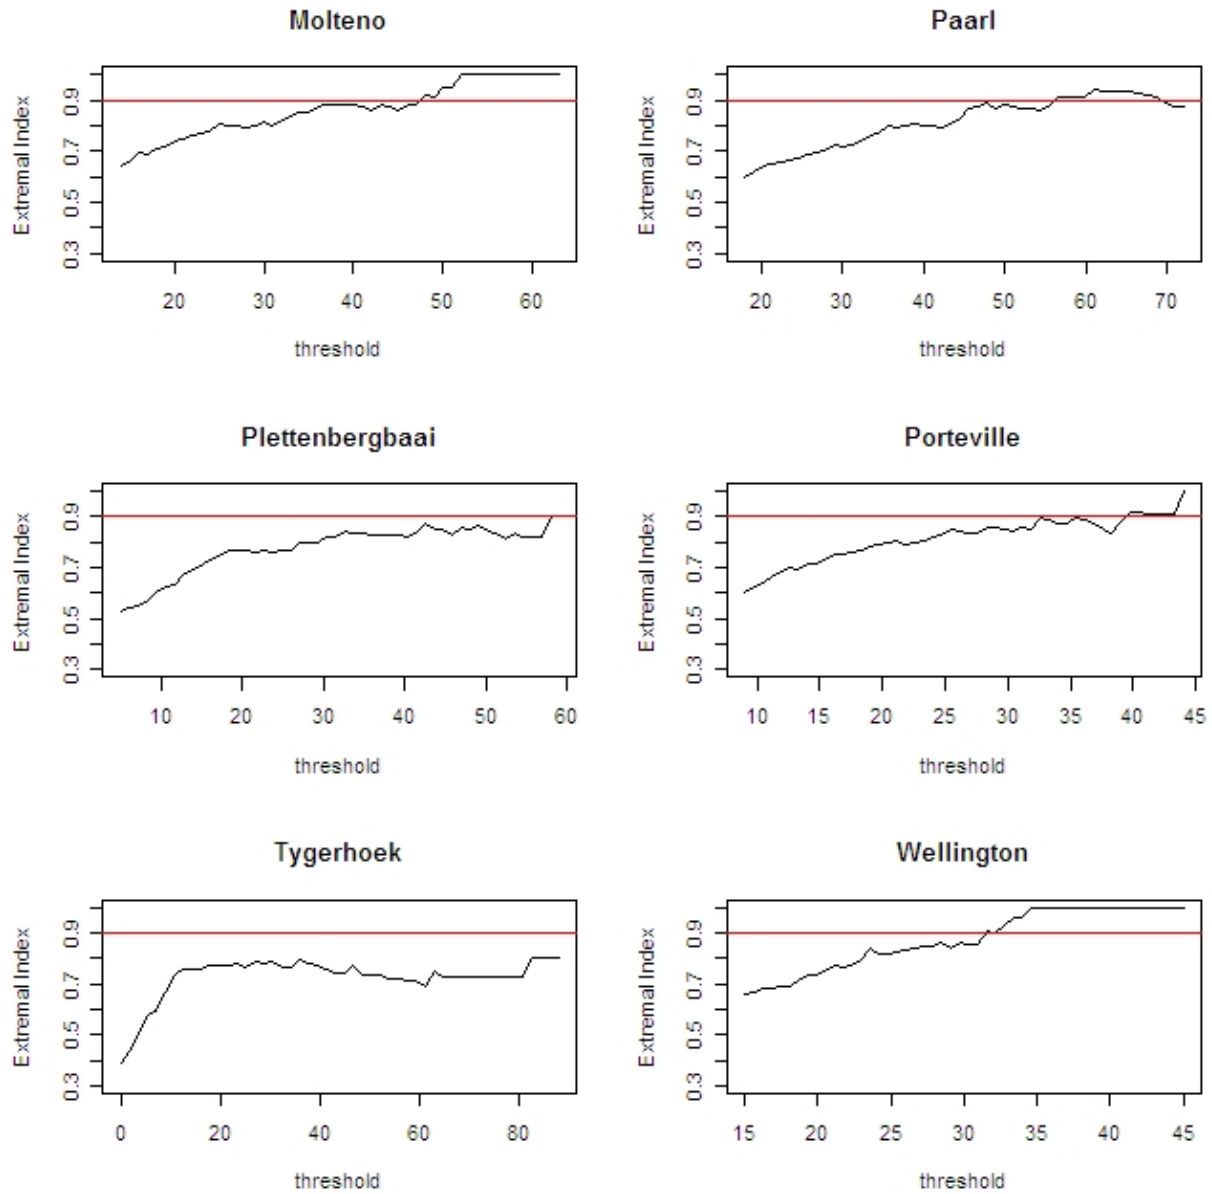 Molteno
Extremal Index
0.3 0.5 0.7 0.9
20 30 40 50 60
threshold
Paarl
Extremal Index
0.3 0.5 0.7 0.9
20 30 40 50 60 70
threshold
Plettenbergbaai
Extremal Index
0.3 0.5 0.7 0.9
10 20 30 40 50 60
threshold
Porteville
Extremal Index
0.3 0.5 0.7 0.9
10 15 20 25 30 35 40 45
threshold
Tygerhoek
Extremal Index
0.3 0.5 0.7 0.9
0 20 40 60 80
threshold
Wellington
Extremal Index
0.3 0.5 0.7 0.9
15 20 25 30 35 40 45
threshold